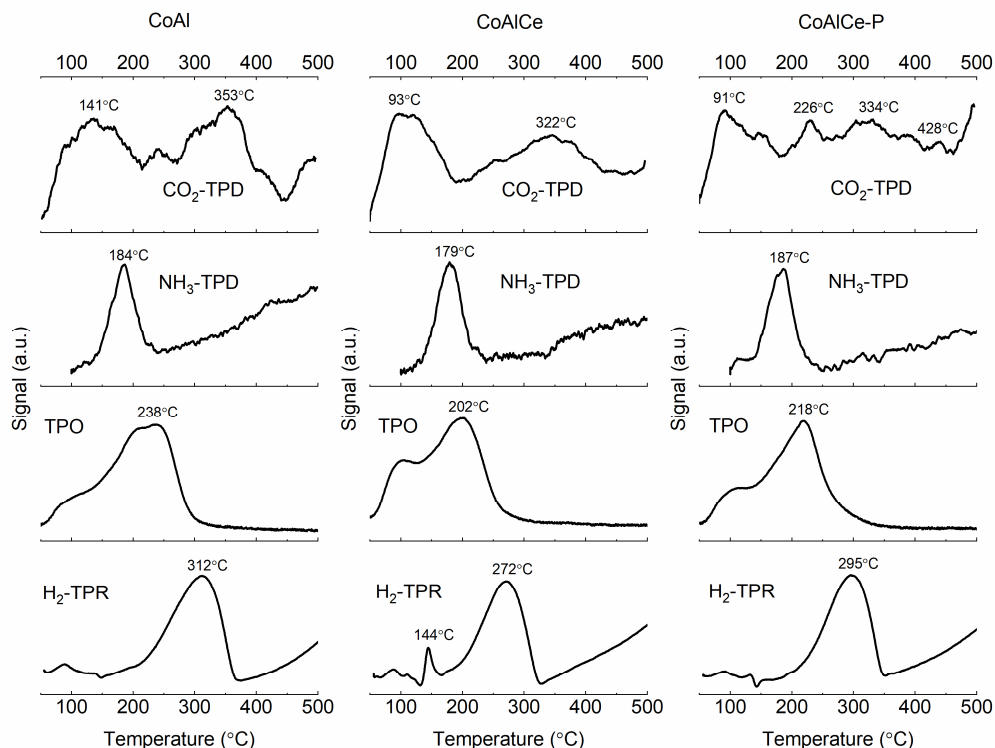 CoAl CoAlCe CoAlCe-P
100 200 300 400 500 100 200 300 400 500 100 200 300 400 500
141°C 353°C 93°C 322°C 91°C 226°C 334°C 428°C
CO₂-TPD CO₂-TPD CO₂-TPD
184°C 179°C 187°C
NH₃-TPD NH₃-TPD NH₃-TPD
Signal (a.u.) Signal (a.u.) Signal (a.u.)
238°C 202°C 218°C
TPO TPO TPO
312°C 272°C 295°C
H₂-TPR H₂-TPR H₂-TPR
144°C
100 200 300 400 500 100 200 300 400 500 100 200 300 400 500
Temperature (°C) Temperature (°C) Temperature (°C)